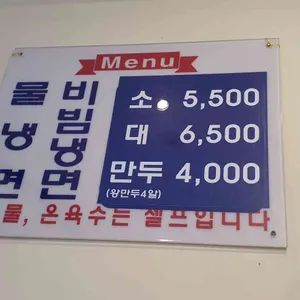 Menu
물냉면
비빔냉면
소 5,500
대 6,500
만두 4,000
(왕만두4알)
물, 온육수는 셀프입니다